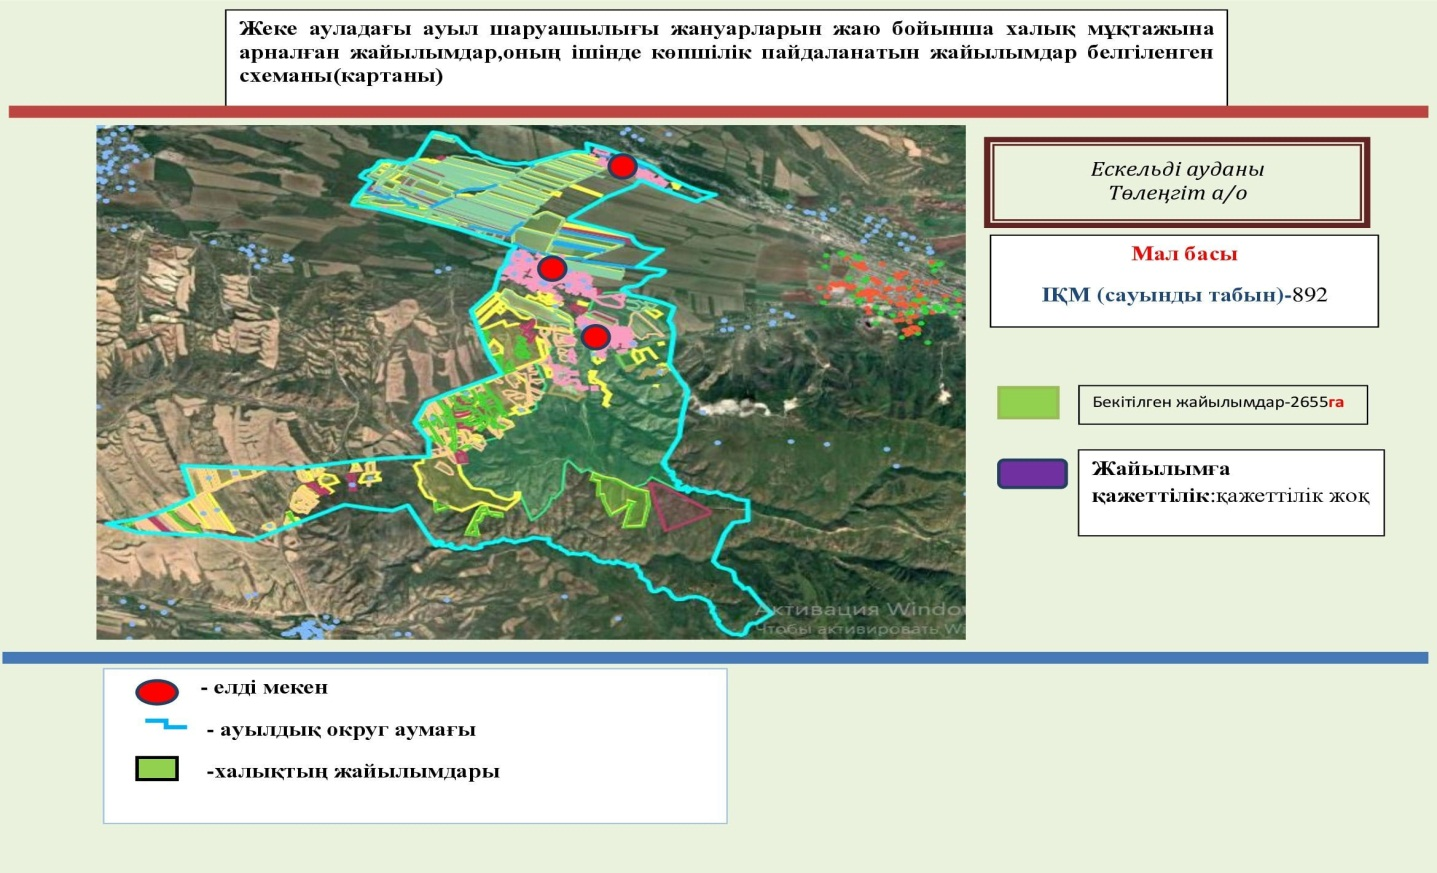 Жеке ауладағы ауыл шаруашылығы жануарларын жаю бойынша халық мұқтажына
арналған жайылымдар,оның ішінде көпшілік пайдаланатын жайылымдар белгіленген
схеманы(картаны)
Ескельді ауданы
Төлеңгіт а/о
Мал басы
ІҚМ (сауынды табын)-892
Бекітілген жайылымдар-2655га
Жайылымға
қажеттілік:қажеттілік жоқ
Активация Windo
Чтобы активировать Wi
- елді мекен
- ауылдық округ аумағы
-халықтың жайылымдары